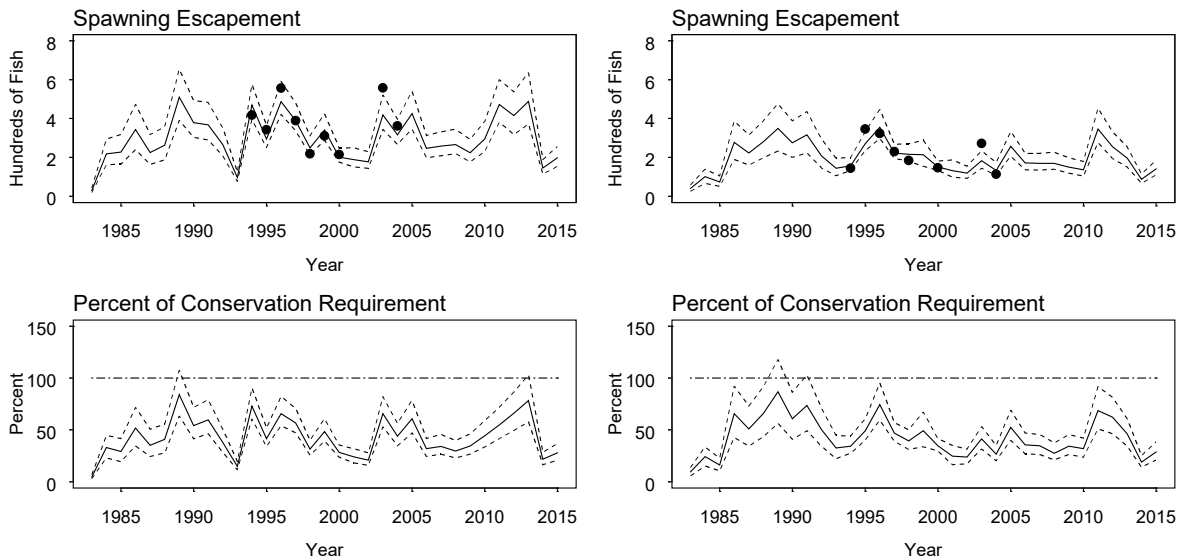 Spawning Escapement
Hundreds of Fish
8
6
4
2
0
1985 1990 1995 2000 2005 2010 2015
Year
Spawning Escapement
Hundreds of Fish
8
6
4
2
0
1985 1990 1995 2000 2005 2010 2015
Year
Percent of Conservation Requirement
Percent
150
100
50
0
1985 1990 1995 2000 2005 2010 2015
Year
Percent of Conservation Requirement
Percent
150
100
50
0
1985 1990 1995 2000 2005 2010 2015
Year